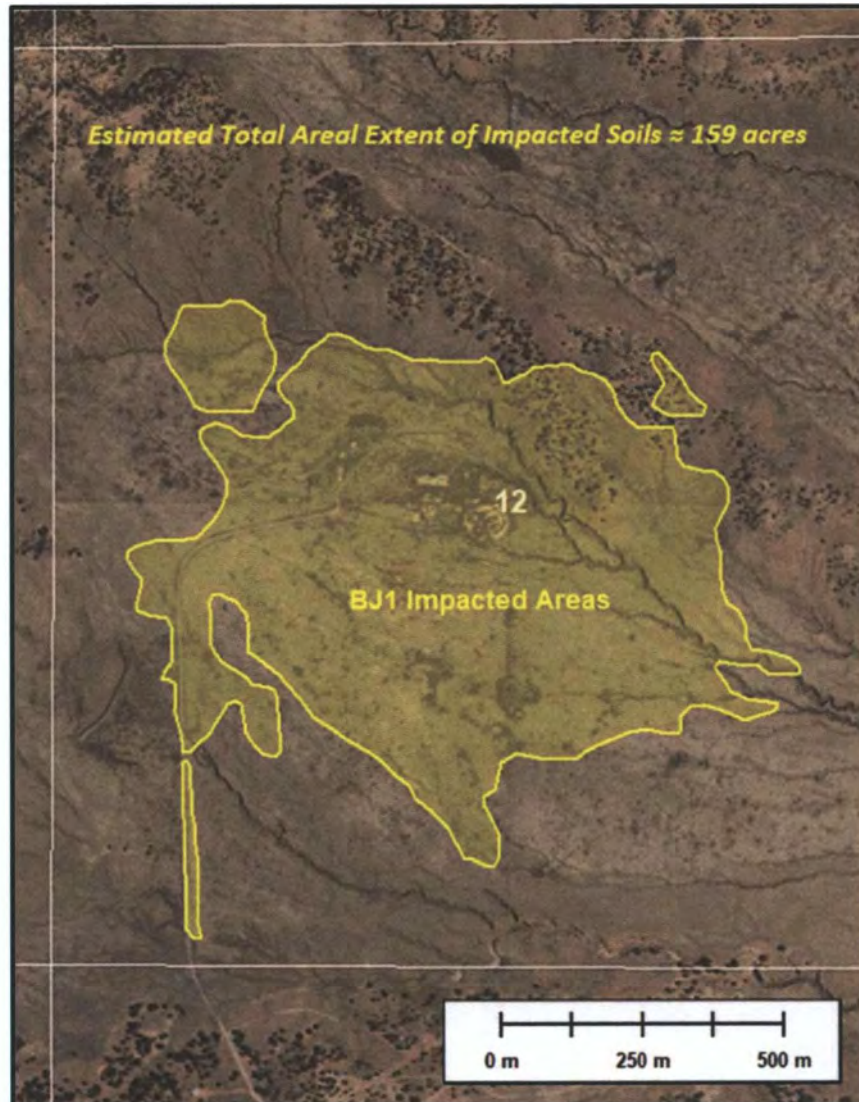 Estimated Total Areal Extent of Impacted Soils ≈ 159 acres
12
BJ1 Impacted Areas
0 m 250 m 500 m